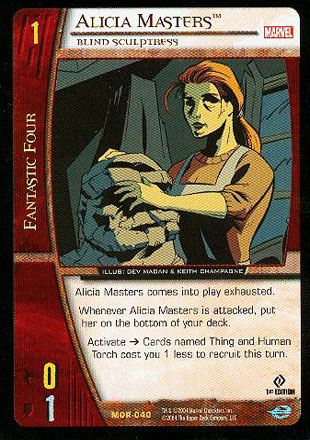 1
ALICIA MASTERS™
BLIND SCULPTRESS
MARVEL
FANTASTIC FOUR
ILLUS: DEV MADAN & KEITH CHAMPAGNE
Alicia Masters comes into play exhausted.
Whenever Alicia Masters is attacked, put
her on the bottom of your deck.
Activate → Cards named Thing and Human
Torch cost you 1 less to recruit this turn.
0
1
MOR-040
1ST EDITION